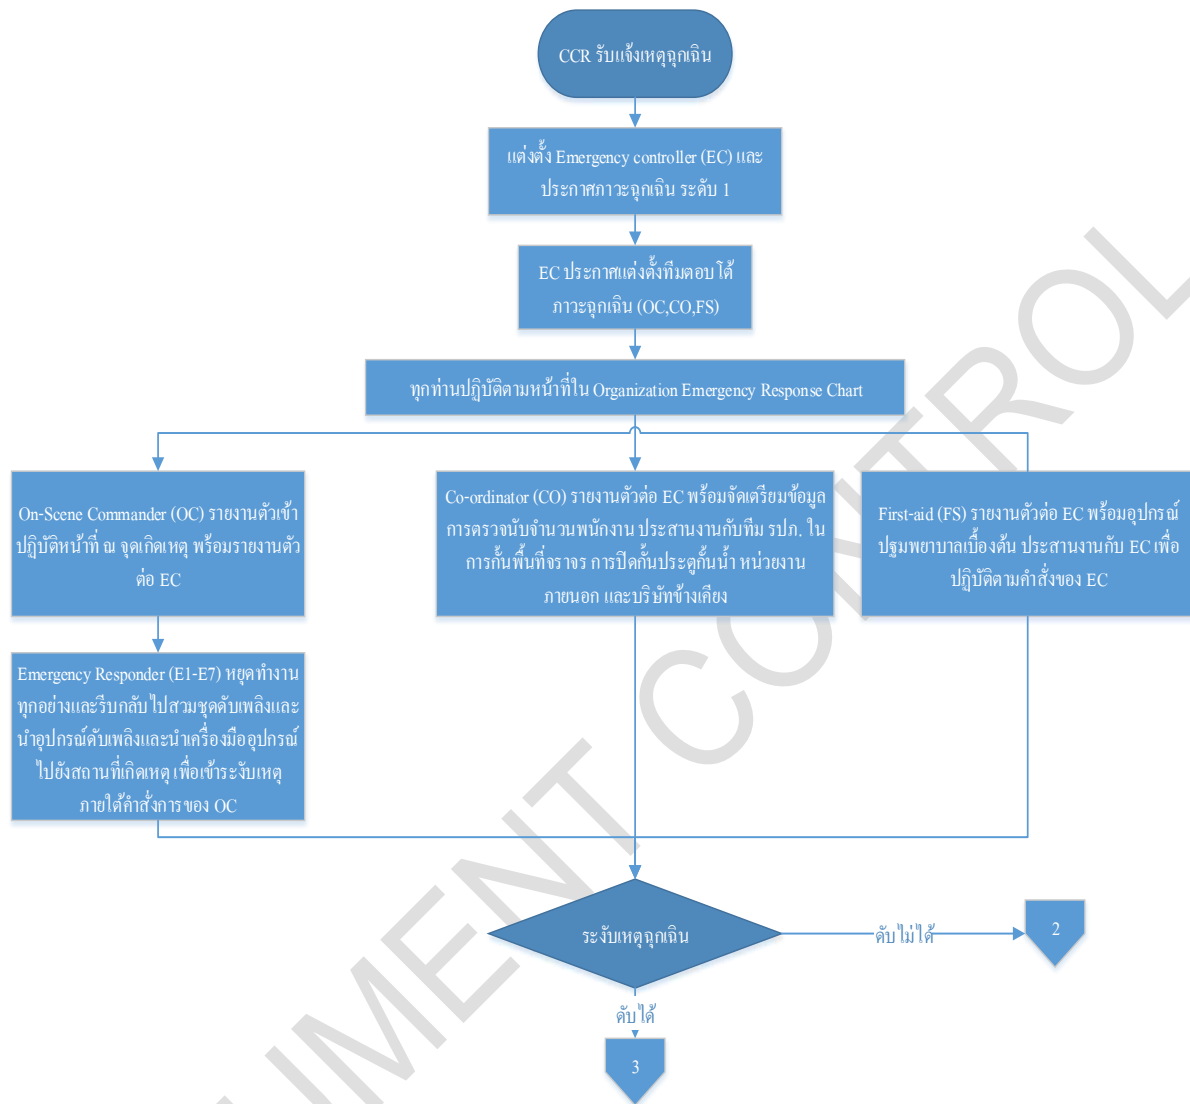 CCR รับแจ้งเหตุฉุกเฉิน
แต่งตั้ง Emergency controller (EC) และ
ประกาศภาวะฉุกเฉิน ระดับ 1
EC ประกาศแต่งตั้งทีมตอบโต้
ภาวะฉุกเฉิน (OC,CO,FS)
ทุกท่านปฏิบัติตามหน้าที่ใน Organization Emergency Response Chart
On-Scene Commander (OC) รายงานตัวเข้า
ปฏิบัติหน้าที่ ณ จุดเกิดเหตุ พร้อมรายงานตัว
ต่อ EC
Co-ordinator (CO) รายงานตัวต่อ EC พร้อมจัดเตรียมข้อมูล
การตรวจนับจำนวนพนักงาน ประสานงานกับทีม รปภ. ใน
การกั้นพื้นที่จราจร การปิดกั้นประตูกั้นน้ำ หน่วยงาน
ภายนอก และบริษัทข้างเคียง
First-aid (FS) รายงานตัวต่อ EC พร้อมอุปกรณ์
ปฐมพยาบาลเบื้องต้น ประสานงานกับ EC เพื่อ
ปฏิบัติตามคำสั่งของ EC
Emergency Responder (E1-E7) หยุดทำงาน
ทุกอย่างและรีบกลับไปสวมชุดดับเพลิงและ
นำอุปกรณ์ดับเพลิงและนำเครื่องมืออุปกรณ์
ไปยังสถานที่เกิดเหตุ เพื่อเข้าระงับเหตุ
ภายใต้คำสั่งการของ OC
ระงับเหตุฉุกเฉิน
ดับไม่ได้
2
ดับได้
3
UMENT CONTROL